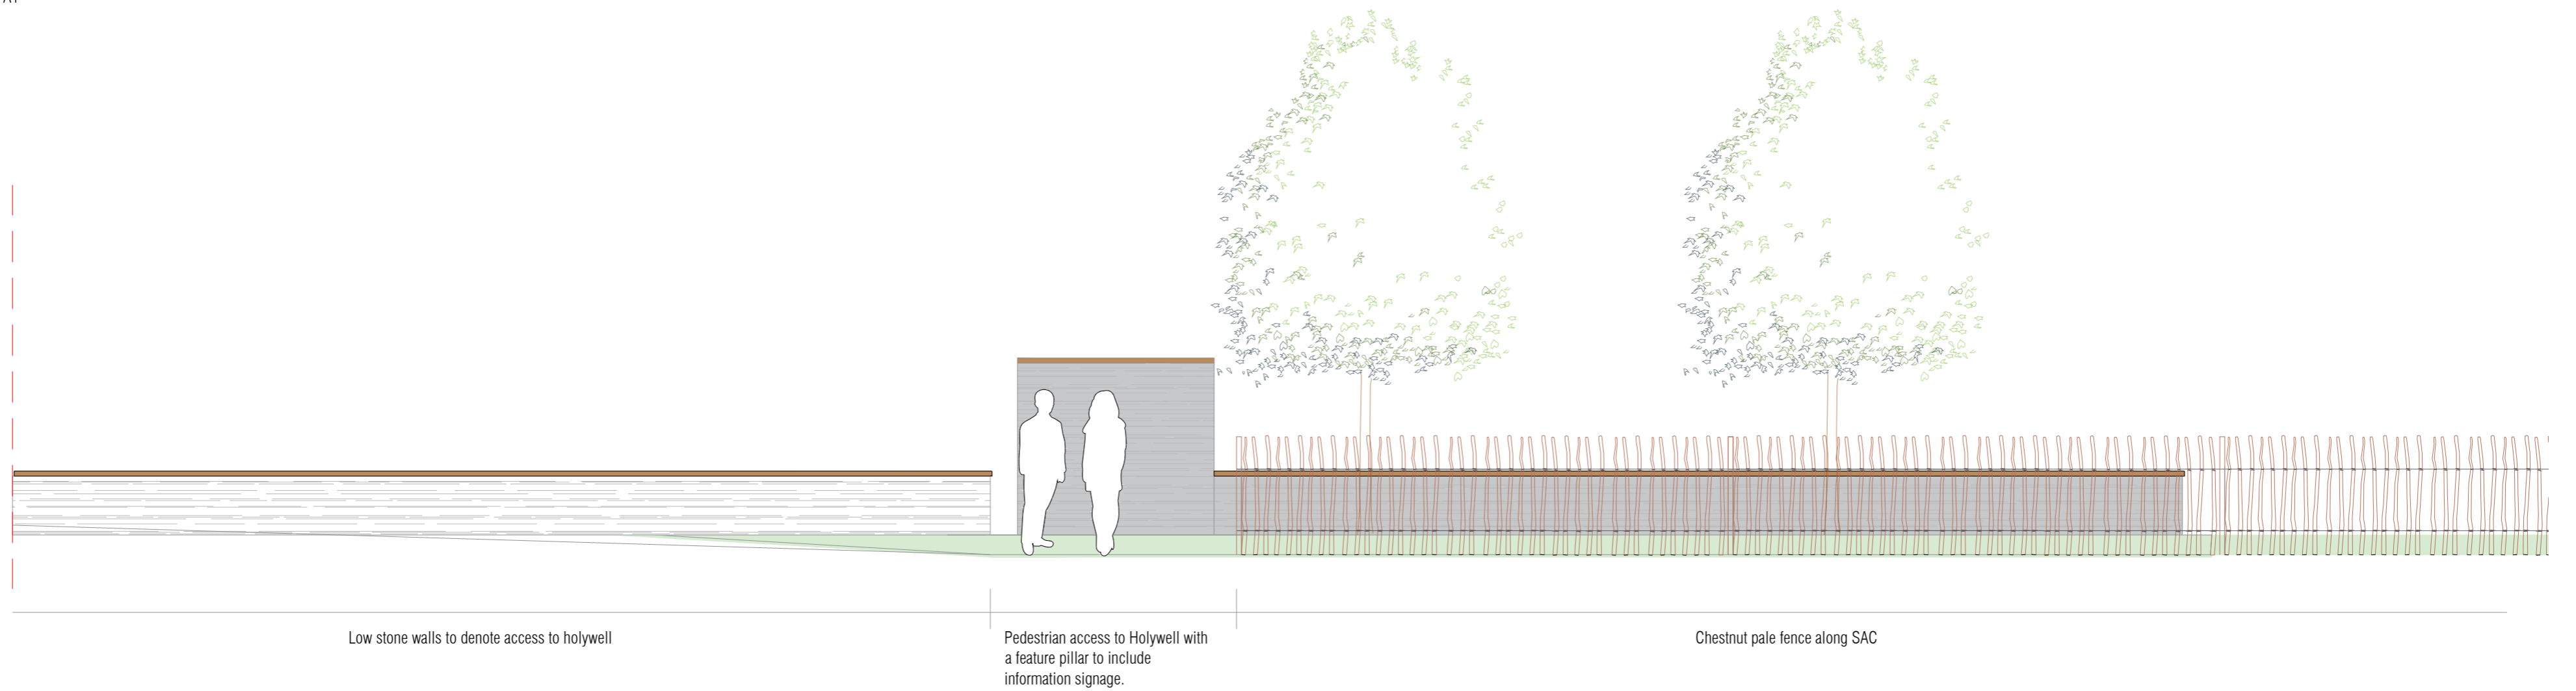 Low stone walls to denote access to holywell
Pedestrian access to Holywell with
a feature pillar to include
information signage.
Chestnut pale fence along SAC